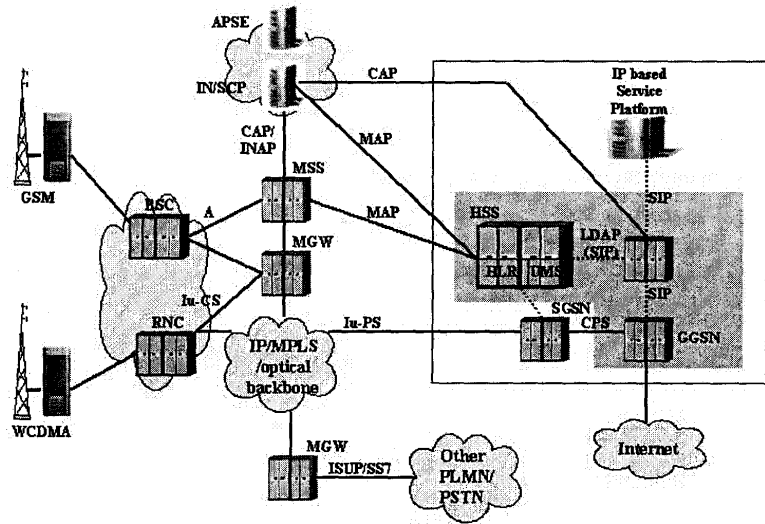 APSE
IN/SCP
CAP
IP based
Service
Platform
CAP/
INAP
MAP
GSM
BSC
A
MSS
MAP
HSS
SIP
LDAP
(SIP)
MGW
HLR
UMS
Iu-CS
SIP
RNC
SGSN
Iu-PS
CPS
GGSN
IP/MPLS
/optical
backbone
WCDMA
Internet
MGW
ISUP/SS7
Other
PLMN/
PSTN